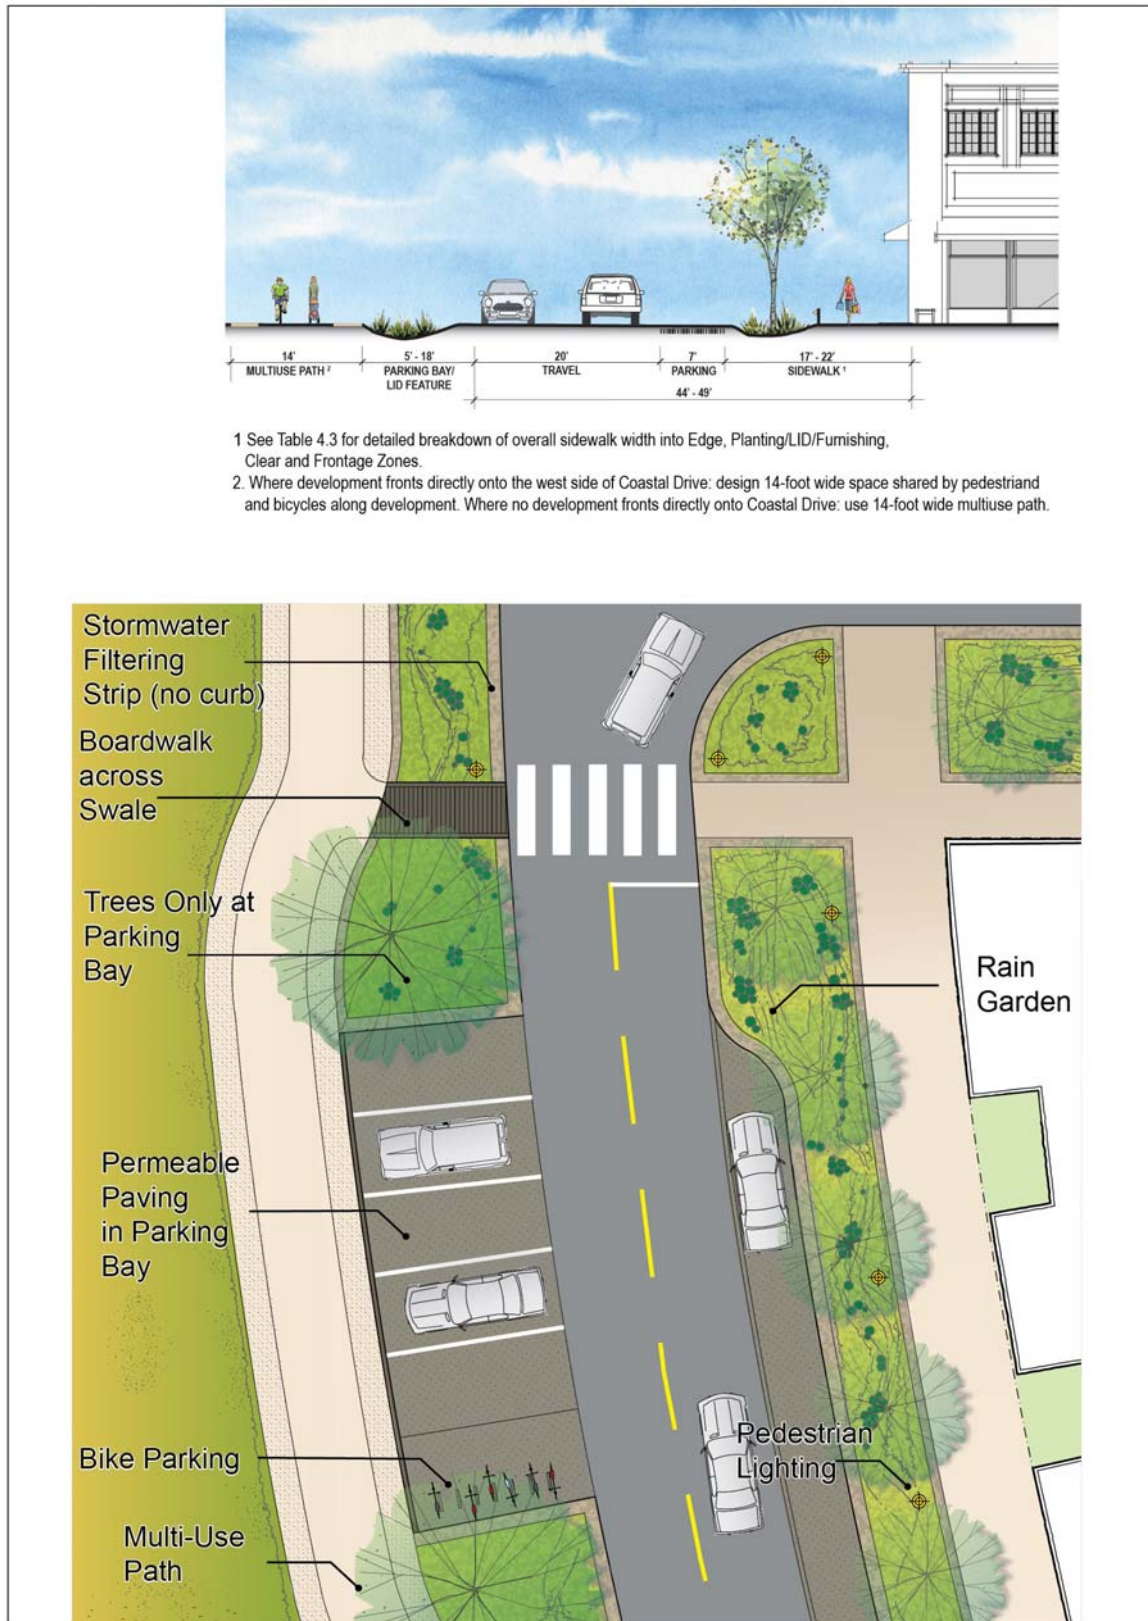 14' 5' - 18' 20' 7' 17' - 22'
MULTIUSE PATH ² PARKING BAY/ TRAVEL PARKING SIDEWALK ¹
LID FEATURE
44' - 49'
1 See Table 4.3 for detailed breakdown of overall sidewalk width into Edge, Planting/LID/Furnishing,
Clear and Frontage Zones.
2. Where development fronts directly onto the west side of Coastal Drive: design 14-foot wide space shared by pedestriand
and bicycles along development. Where no development fronts directly onto Coastal Drive: use 14-foot wide multiuse path.
Stormwater
Filtering
Strip (no curb)
Boardwalk
across
Swale
Trees Only at
Parking
Bay
Rain
Garden
Permeable
Paving
in Parking
Bay
Bike Parking
Pedestrian
Lighting
Multi-Use
Path